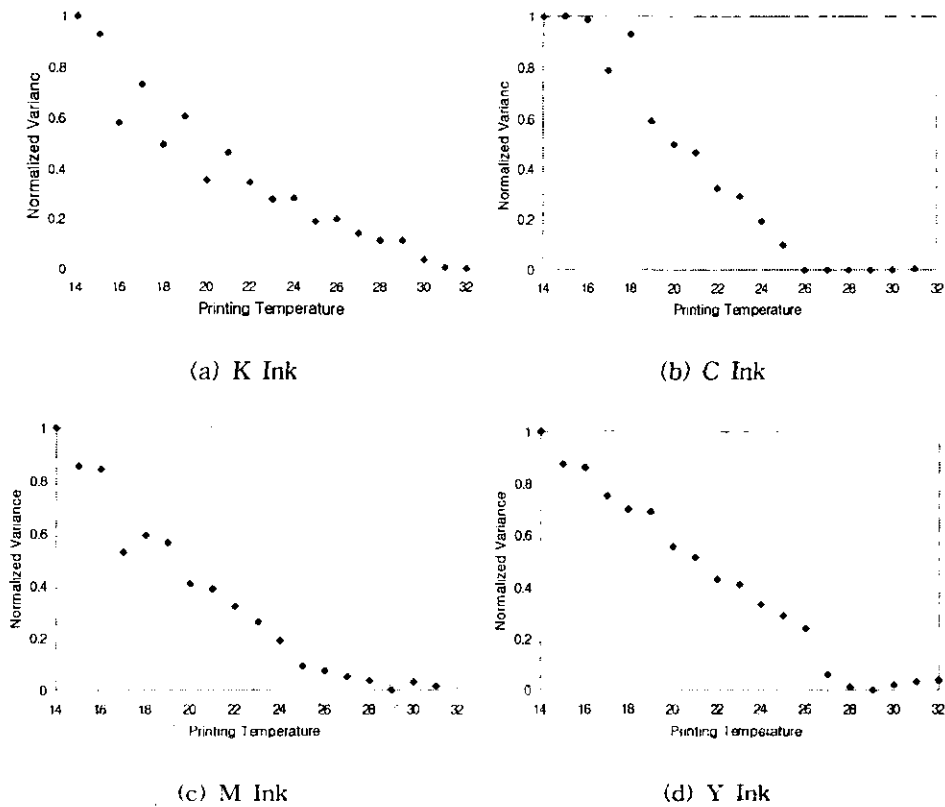 1
0.8
0.6
0.4
0.2
0
Normalized Varianc
14 16 18 20 22 24 26 28 30 32
Printing Temperature
(a) K Ink
1
0.8
0.6
0.4
0.2
0
Normalized Varianc
14 16 18 20 22 24 26 28 30 32
Printing Temperature
(b) C Ink
1
0.8
0.6
0.4
0.2
0
Normalized Variance
14 16 18 20 22 24 26 28 30 32
Printing Temperature
(c) M Ink
1
0.8
0.6
0.4
0.2
0
Normalized Variance
14 16 18 20 22 24 26 28 30 32
Printing Temperature
(d) Y Ink